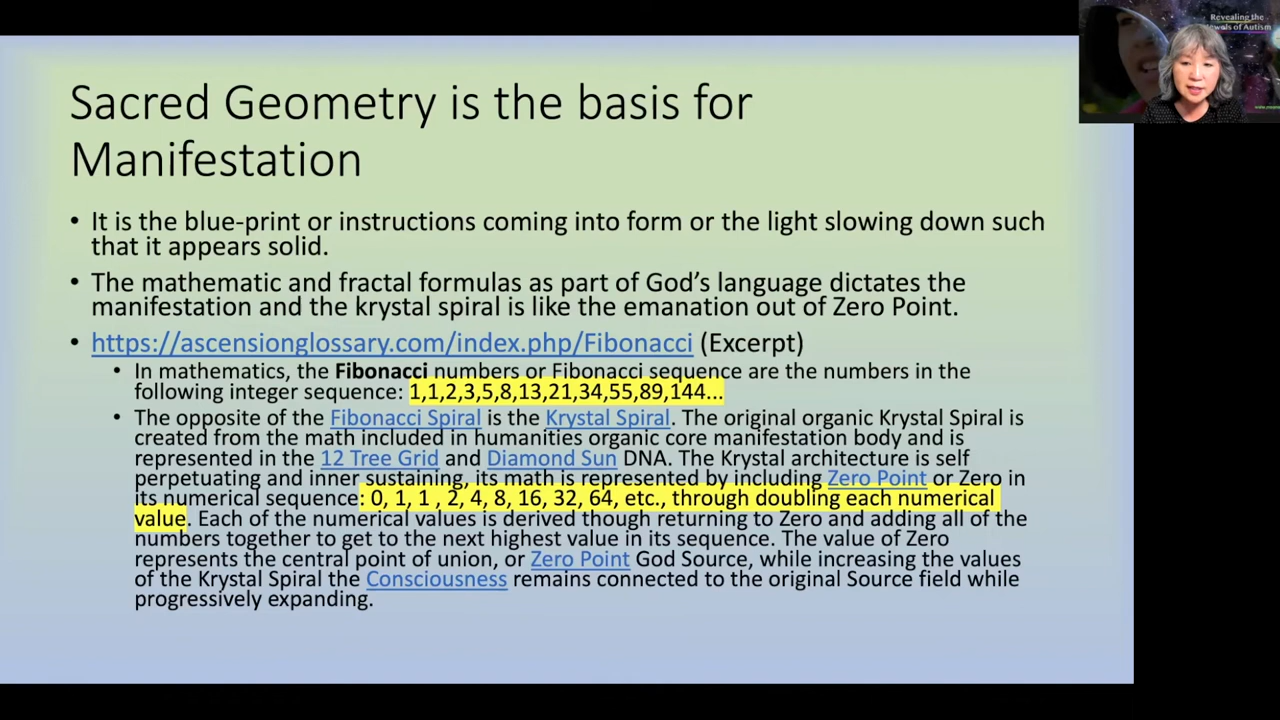 Revealing the
Jewels of Autism
Sacred Geometry is the basis for
Manifestation
• It is the blue-print or instructions coming into form or the light slowing down such
that it appears solid.
• The mathematic and fractal formulas as part of God's language dictates the
manifestation and the krystal spiral is like the emanation out of Zero Point.
• https://ascensionglossary.com/index.php/Fibonacci (Excerpt)
• In mathematics, the Fibonacci numbers or Fibonacci sequence are the numbers in the
following integer sequence: 1,1,2,3,5,8,13,21,34,55,89,144...
• The opposite of the Fibonacci Spiral is the Krystal Spiral. The original organic Krystal Spiral is
created from the math included in humanities organic core manifestation body and is
represented in the 12 Tree Grid and Diamond Sun DNA. The Krystal architecture is self
perpetuating and inner sustaining, its math is represented by including Zero Point or Zero in
its numerical sequence: 0, 1, 1 , 2, 4, 8, 16, 32, 64, etc., through doubling each numerical
value. Each of the numerical values is derived though returning to Zero and adding all of the
numbers together to get to the next highest value in its sequence. The value of Zero
represents the central point of union, or Zero Point God Source, while increasing the values
of the Krystal Spiral the Consciousness remains connected to the original Source field while
progressively expanding.